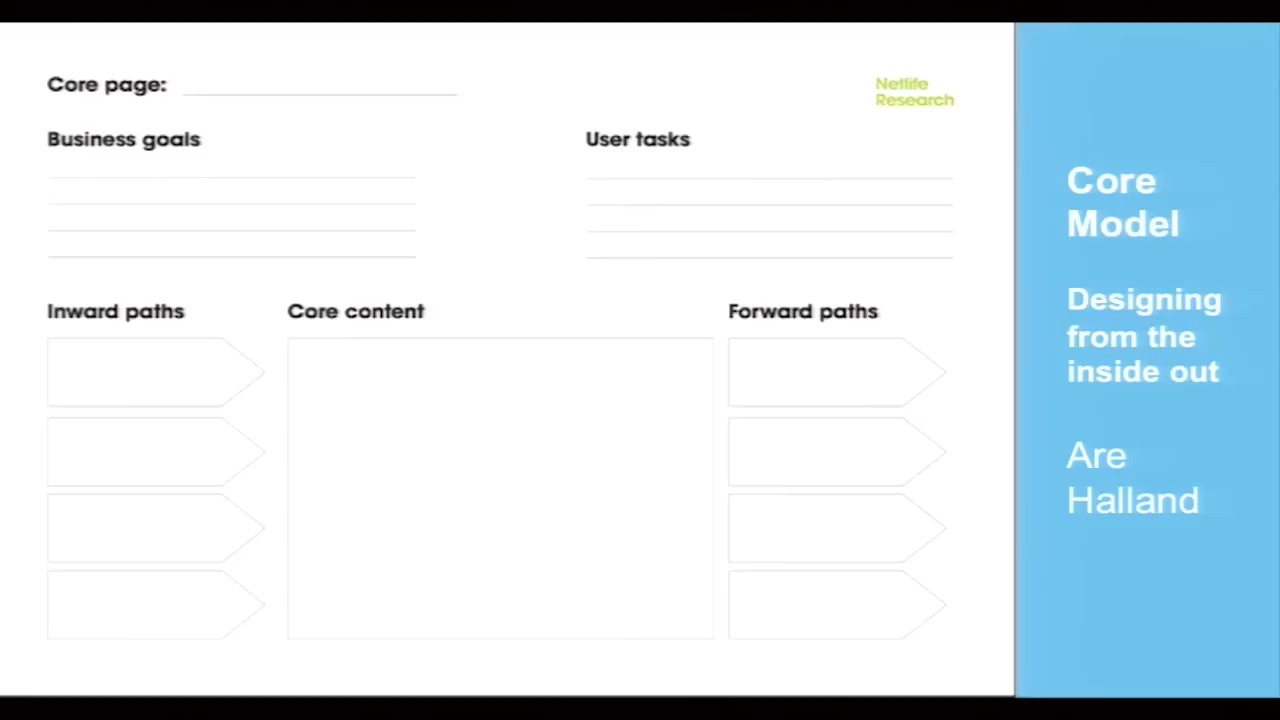 Core page:
Netlife
Research
Business goals
User tasks
Inward paths
Core content
Forward paths
Core
Model
Designing
from the
inside out
Are
Halland